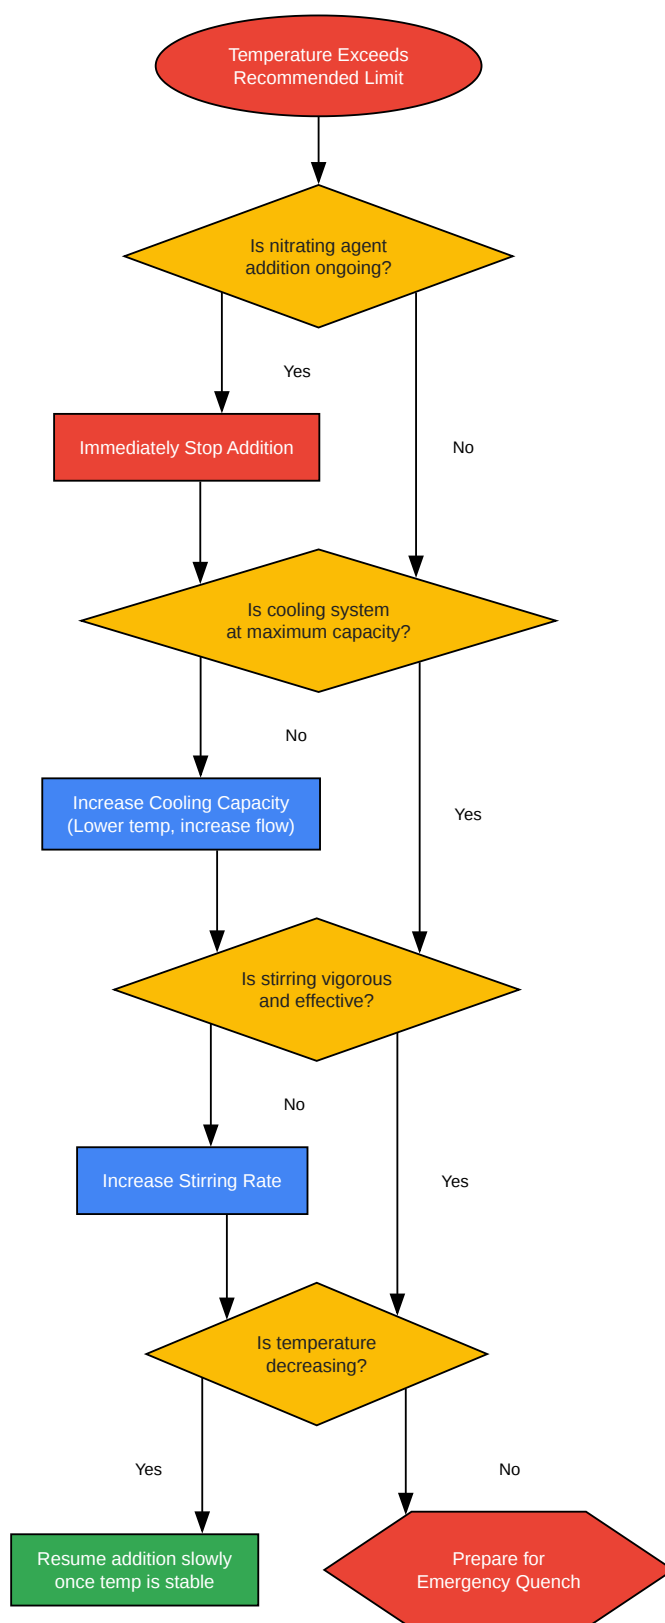 Temperature Exceeds
Recommended Limit
Is nitrating agent
addition ongoing?
Yes
Immediately Stop Addition
No
Is cooling system
at maximum capacity?
No
Increase Cooling Capacity
(Lower temp, increase flow)
Yes
Is stirring vigorous
and effective?
No
Increase Stirring Rate
Yes
Is temperature
decreasing?
Yes
No
Resume addition slowly
once temp is stable
Prepare for
Emergency Quench